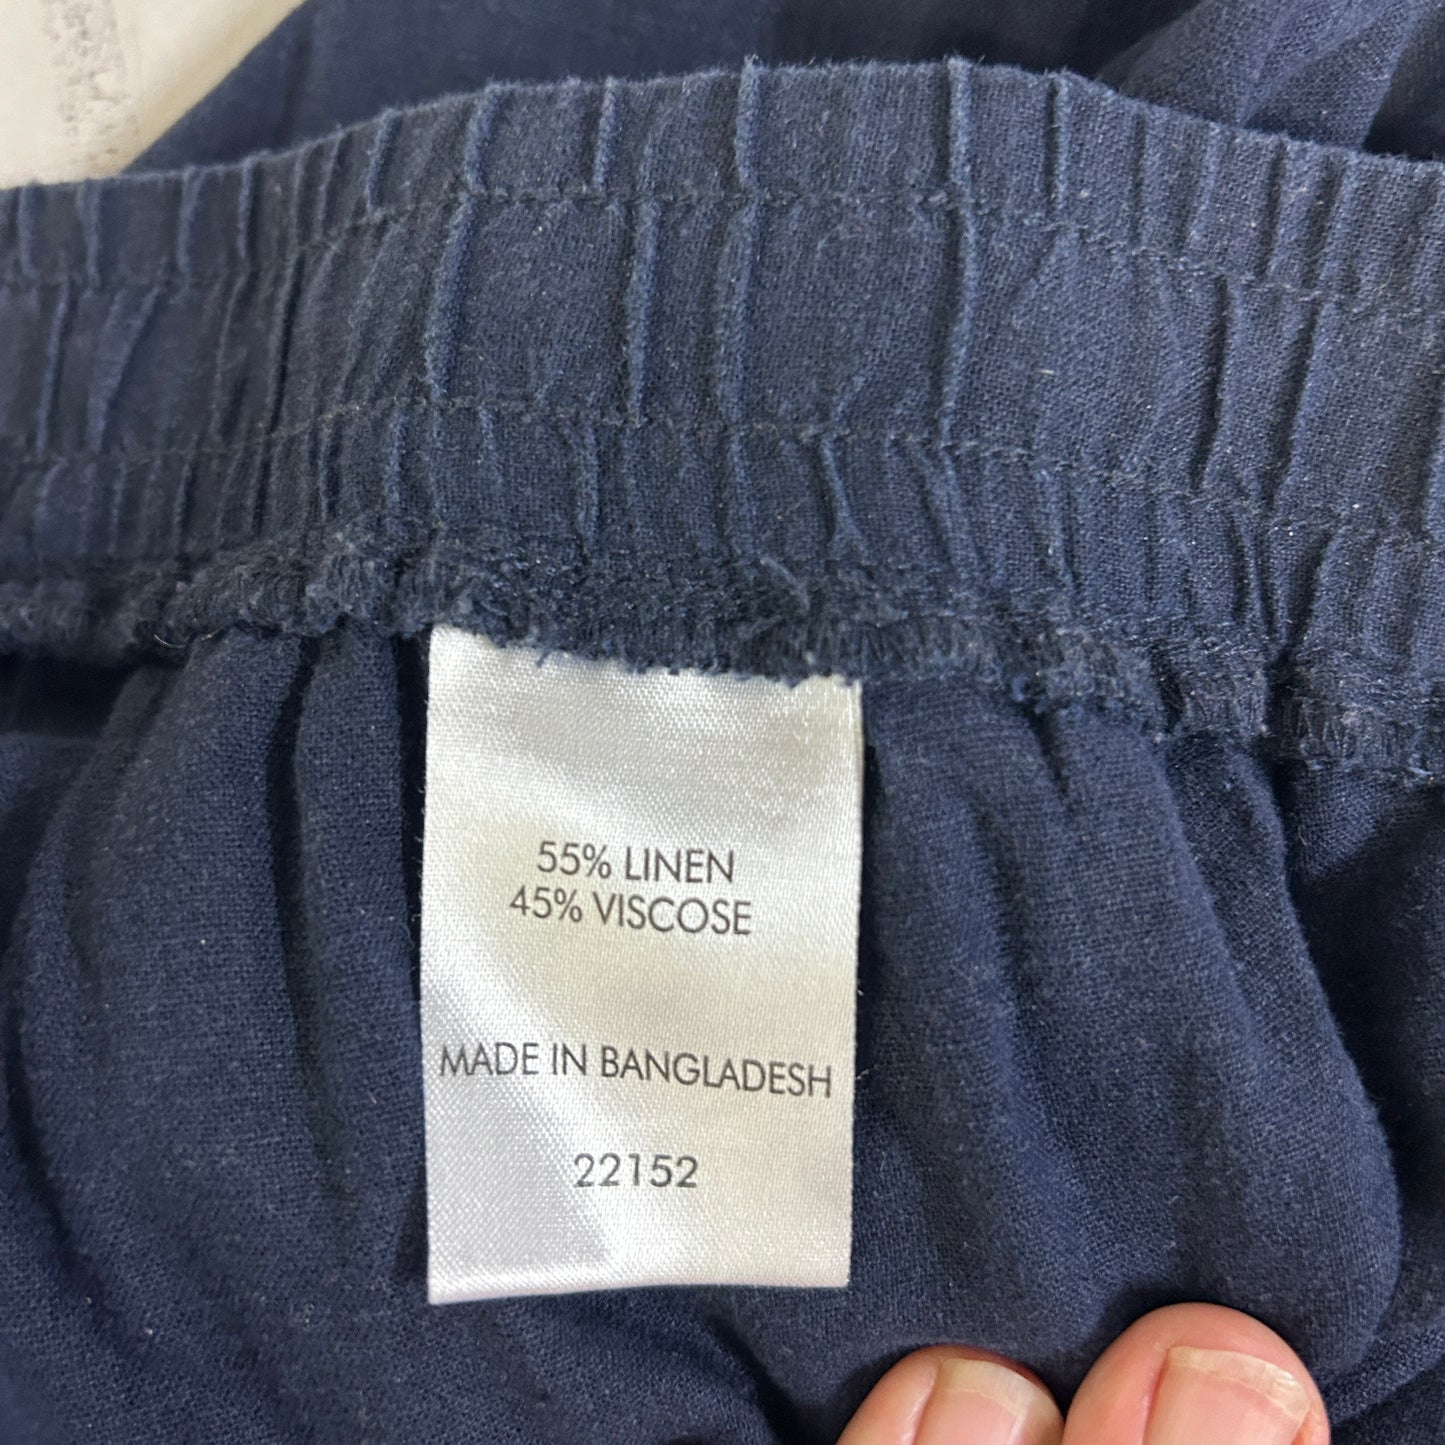 55% LINEN
45% VISCOSE
MADE IN BANGLADESH
22152